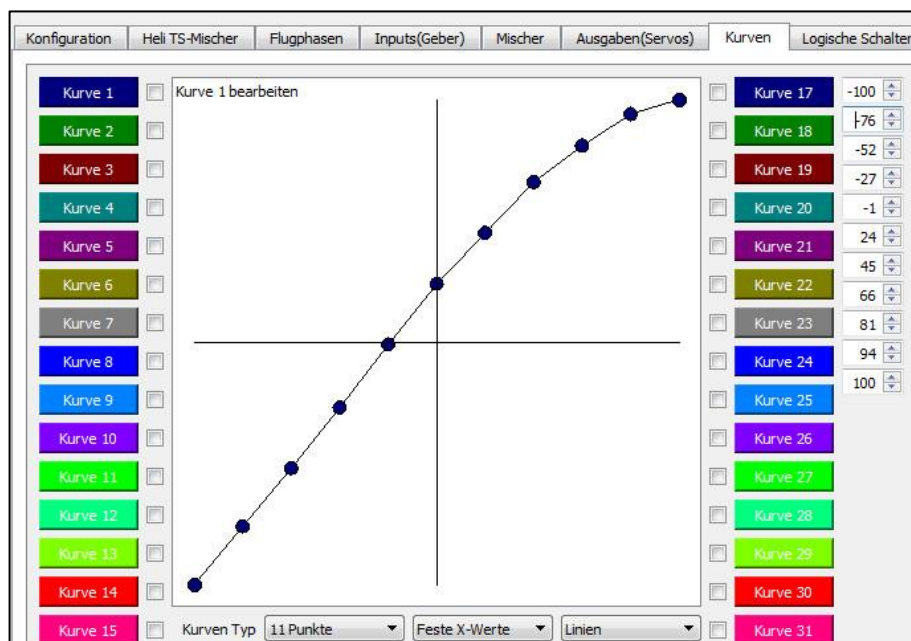 Konfiguration Heli TS-Mischer Flugphasen Inputs(Geber) Mischer Ausgaben(Servos) Kurven Logische Schalter
Kurve 1 bearbeiten
Kurve 1
Kurve 2
Kurve 3
Kurve 4
Kurve 5
Kurve 6
Kurve 7
Kurve 8
Kurve 9
Kurve 10
Kurve 11
Kurve 12
Kurve 13
Kurve 14
Kurve 15
Kurve 17
Kurve 18
Kurve 19
Kurve 20
Kurve 21
Kurve 22
Kurve 23
Kurve 24
Kurve 25
Kurve 26
Kurve 27
Kurve 28
Kurve 29
Kurve 30
Kurve 31
-100
-76
-52
-27
-1
24
45
66
81
94
100
Kurven Typ 11 Punkte Feste X-Werte Linien